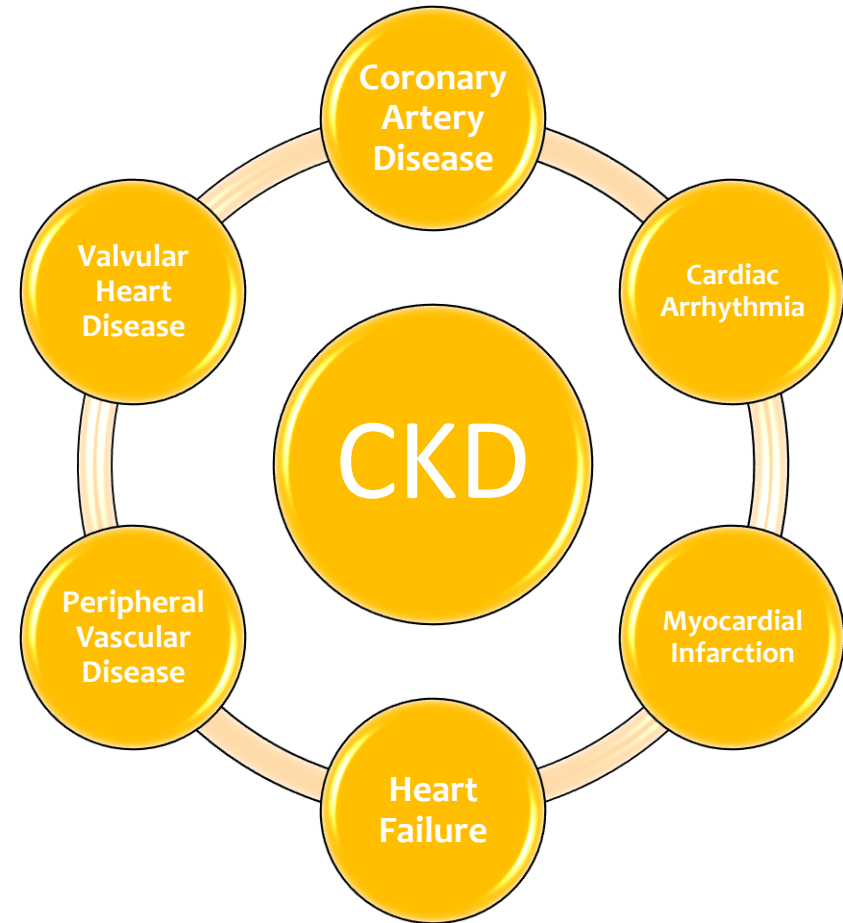 Coronary
Artery
Disease
Cardiac
Arrhythmia
Myocardial
Infarction
Heart
Failure
Peripheral
Vascular
Disease
Valvular
Heart
Disease
CKD